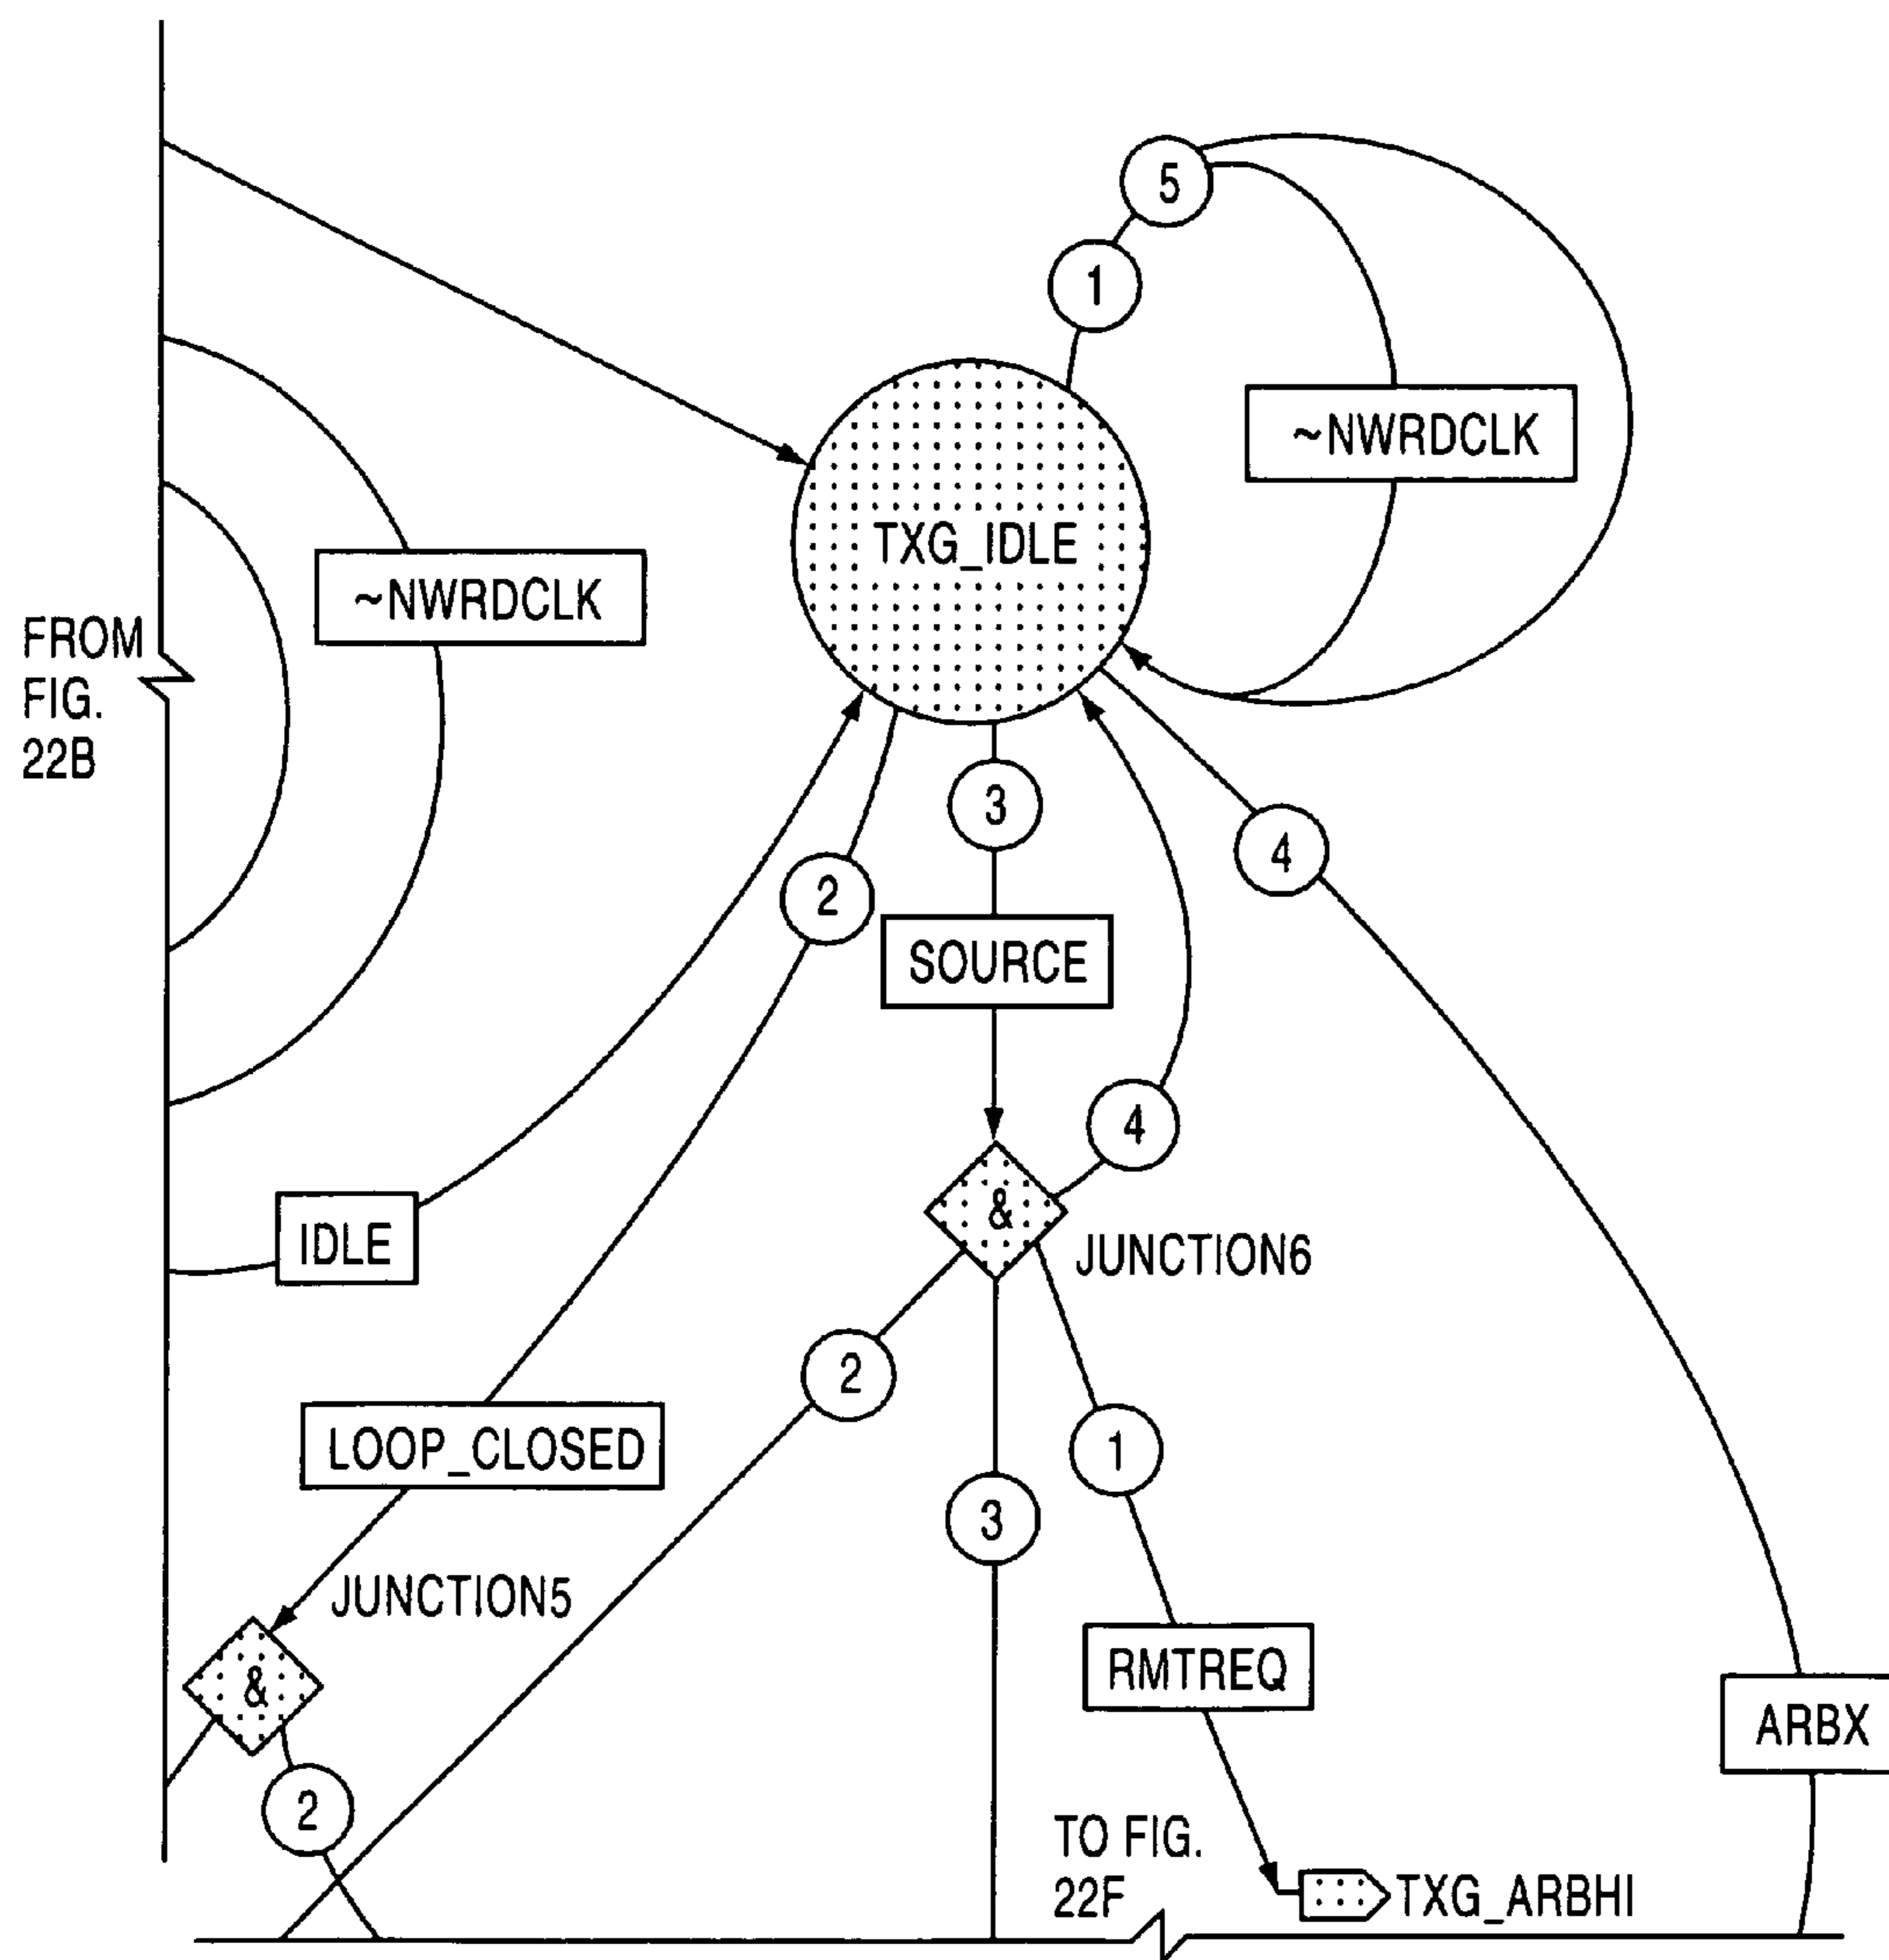 5
1
~NWRDCLK
TXG_IDLE
~NWRDCLK
FROM
FIG.
22B
3
4
2
SOURCE
4
&
IDLE
JUNCTION6
2
LOOP_CLOSED
1
3
JUNCTION5
RMTREQ
&
ARBX
2
TO FIG.
22F
TXG_ARBHI